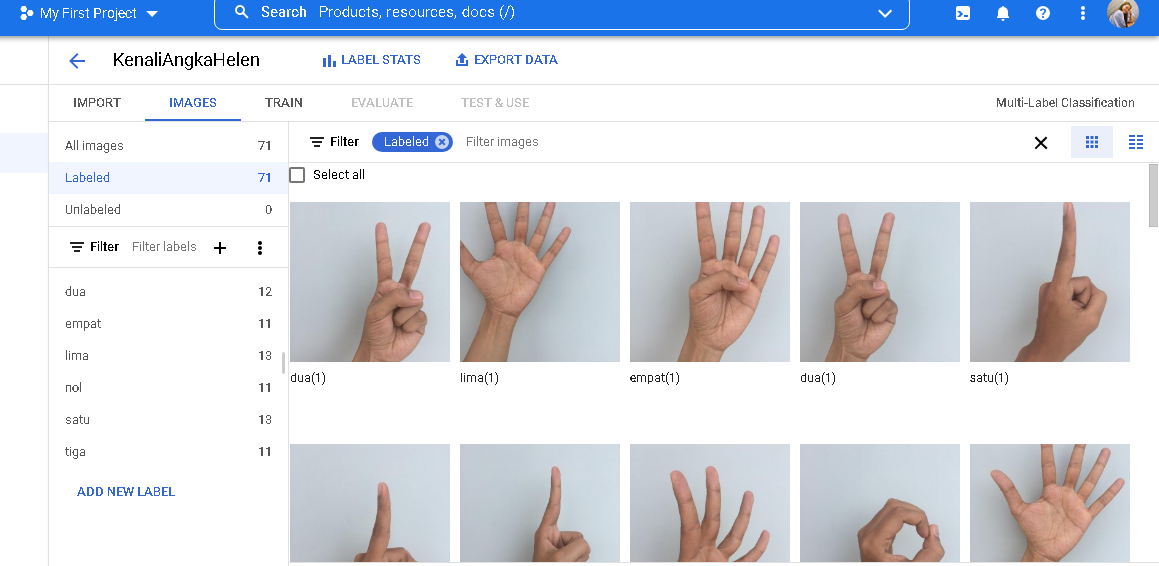 My First Project
Search Products, resources, docs (/)
KenaliAngkaHelen
LABEL STATS
EXPORT DATA
IMPORT
IMAGES
TRAIN
EVALUATE
TEST & USE
Multi-Label Classification
All images 71
Labeled 71
Unlabeled 0
Filter Filter labels
dua 12
empat 11
lima 13
nol 11
satu 13
tiga 11
ADD NEW LABEL
Filter Labeled Filter images
Select all
dua(1)
lima(1)
empat(1)
dua(1)
satu(1)